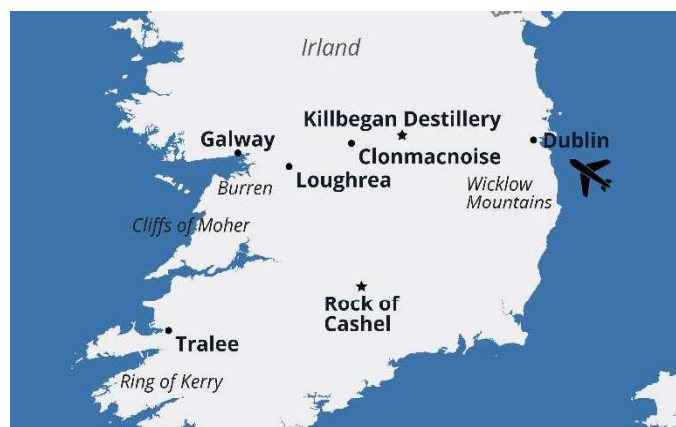 Irland
Killbegan Destillery
Galway
Dublin
Clonmacnoise
Loughrea
Burren
Wicklow
Mountains
Cliffs of Moher
Rock of
Cashel
Tralee
Ring of Kerry